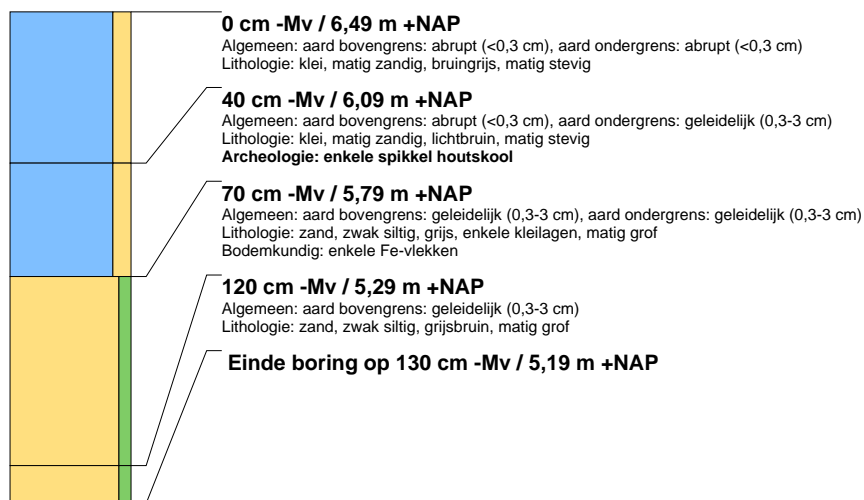 0 cm -Mv / 6,49 m +NAP
Algemeen: aard bovengrens: abrupt (<0,3 cm), aard ondergrens: abrupt (<0,3 cm)
Lithologie: klei, matig zandig, bruingrijs, matig stevig
40 cm -Mv / 6,09 m +NAP
Algemeen: aard bovengrens: abrupt (<0,3 cm), aard ondergrens: geleidelijk (0,3-3 cm)
Lithologie: klei, matig zandig, lichtbruin, matig stevig
Archeologie: enkele spikkel houtskool
70 cm -Mv / 5,79 m +NAP
Algemeen: aard bovengrens: geleidelijk (0,3-3 cm), aard ondergrens: geleidelijk (0,3-3 cm)
Lithologie: zand, zwak siltig, grijs, enkele kleilagen, matig grof
Bodemkundig: enkele Fe-vlekken
120 cm -Mv / 5,29 m +NAP
Algemeen: aard bovengrens: geleidelijk (0,3-3 cm)
Lithologie: zand, zwak siltig, grijsbruin, matig grof
Einde boring op 130 cm -Mv / 5,19 m +NAP